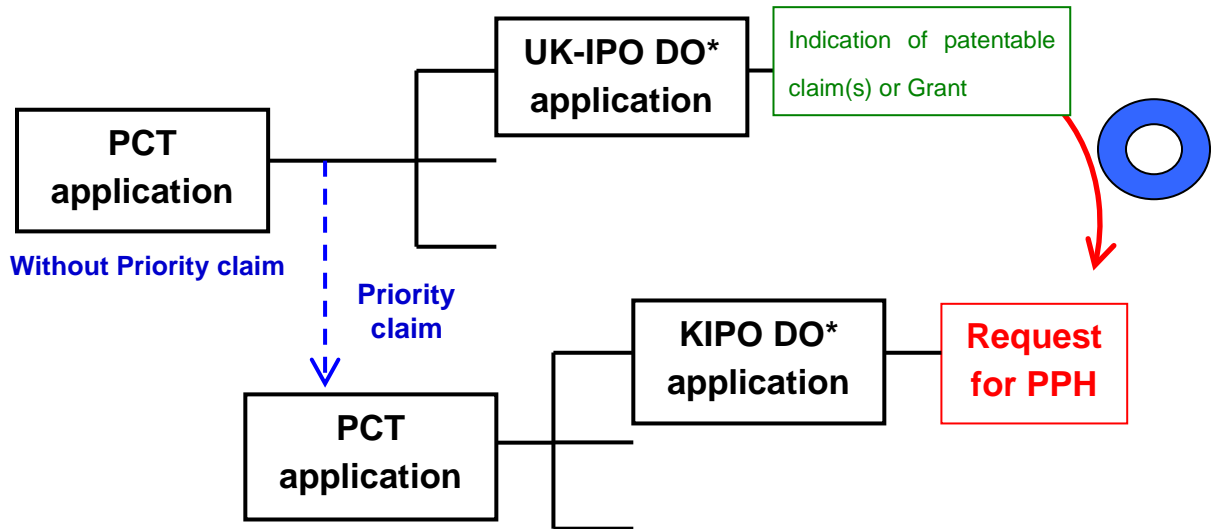 UK-IPO DO*
application
Indication of patentable
claim(s) or Grant
PCT
application
Without Priority claim
Priority
claim
KIPO DO*
application
Request
for PPH
PCT
application